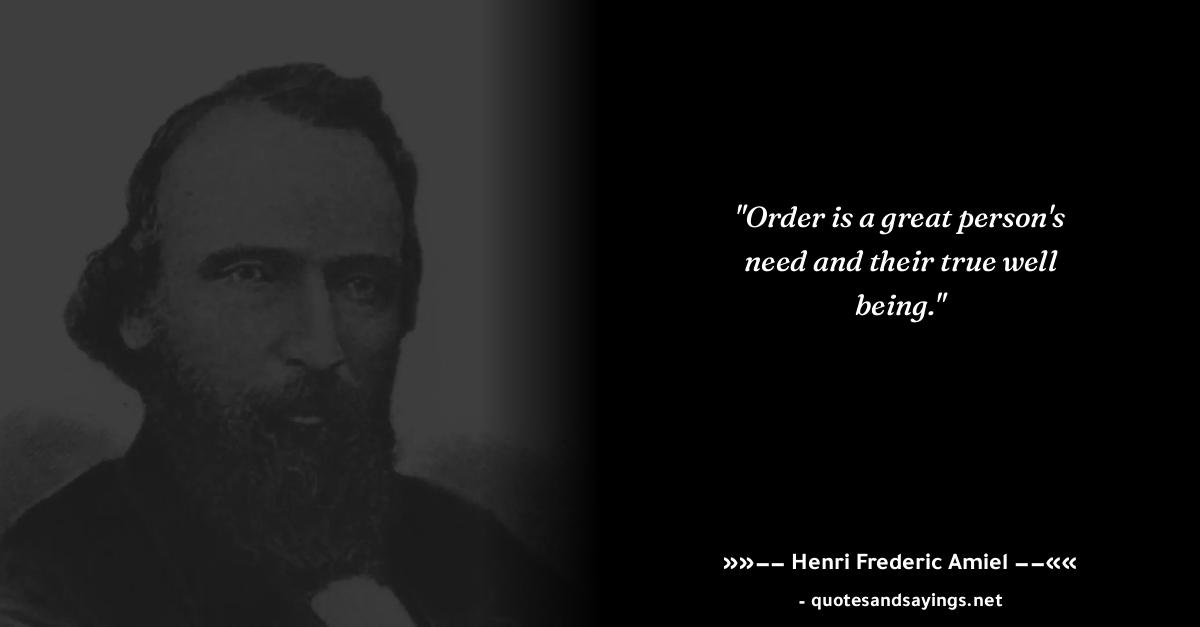 "Order is a great person's
need and their true well
being."
»»–– Henri Frederic Amiel ––««
- quotesandsayings.net